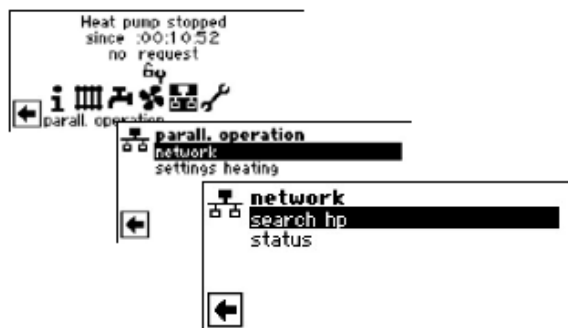 Heat pump stopped
since :00:10:52
no request
parall. operation
parall. operation
network
settings heating
network
search hp
status